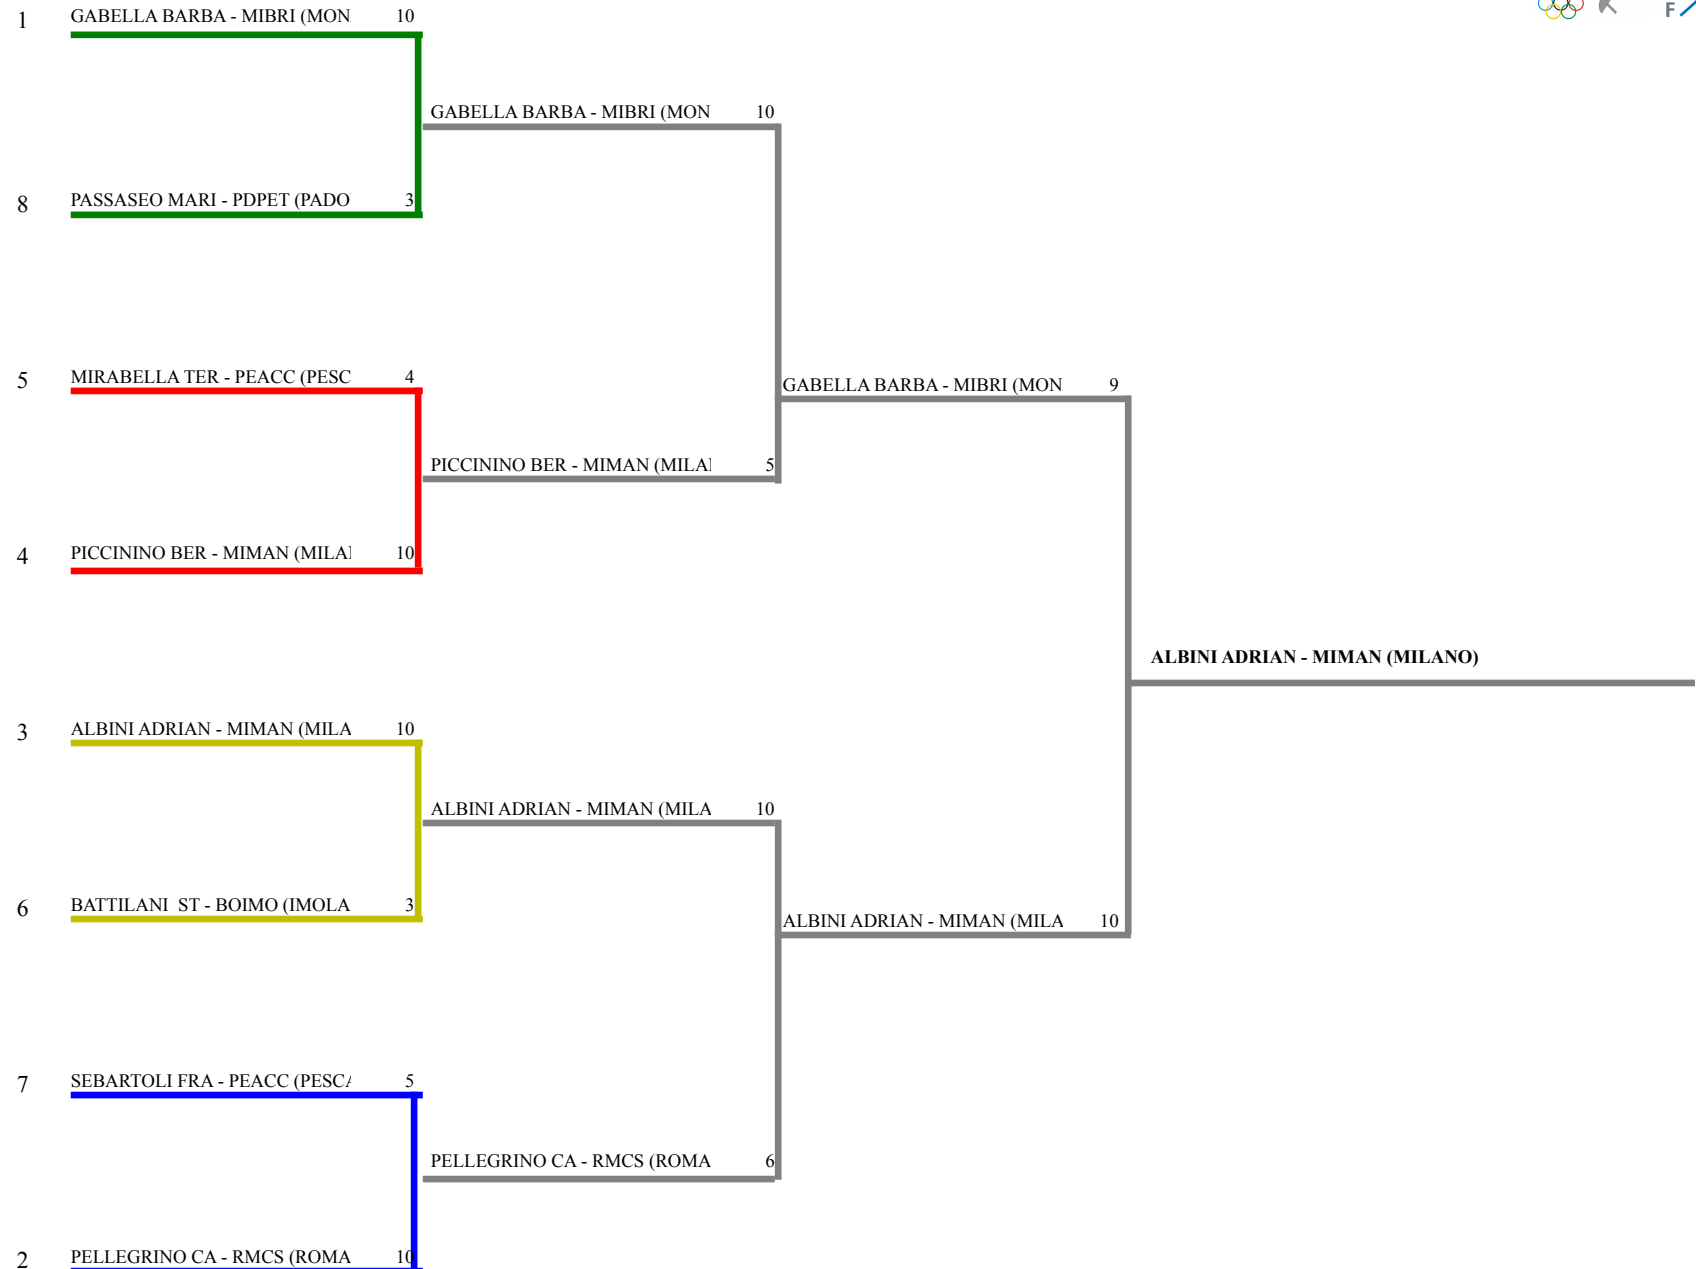 1 GABELLA BARBA - MIBRI (MON 10
F
GABELLA BARBA - MIBRI (MON 10
8 PASSASEO MARI - PDPET (PADO 3
5 MIRABELLA TER - PEACC (PESC 4
GABELLA BARBA - MIBRI (MON 9
PICCININO BER - MIMAN (MILA 5
4 PICCININO BER - MIMAN (MILA 10
ALBINI ADRIAN - MIMAN (MILANO)
3 ALBINI ADRIAN - MIMAN (MILA 10
ALBINI ADRIAN - MIMAN (MILA 10
6 BATTILANI ST - BOIMO (IMOLA 3
ALBINI ADRIAN - MIMAN (MILA 10
7 SEBARTOLI FRA - PEACC (PESC 5
PELLEGRINO CA - RMCS (ROMA 6
2 PELLEGRINO CA - RMCS (ROMA 10